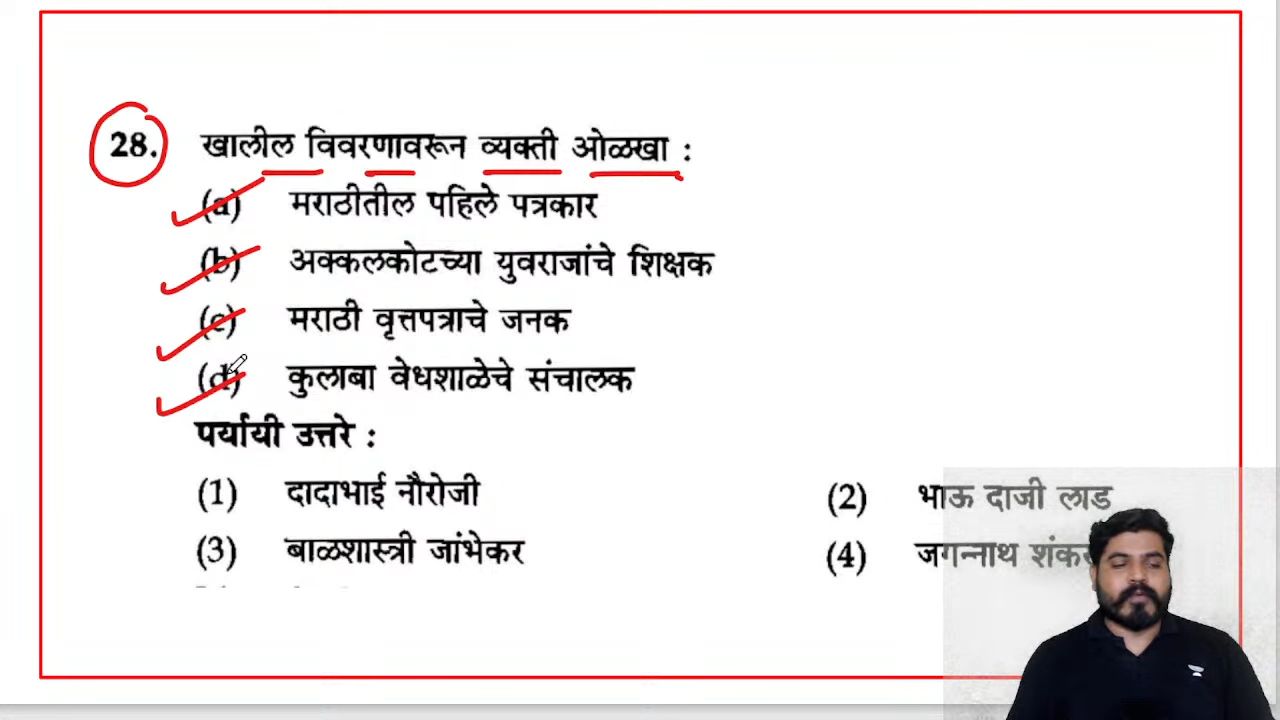 28. खालील विवरणावरून व्यक्ती ओळखा :
(a) मराठीतील पहिले पत्रकार
(b) अक्कलकोटच्या युवराजांचे शिक्षक
(c) मराठी वृत्तपत्राचे जनक
(d) कुलाबा वेधशाळेचे संचालक
पर्यायी उत्तरे :
(1) दादाभाई नौरोजी (2) भाऊ दाजी लाड
(3) बाळशास्त्री जांभेकर (4) जगन्नाथ